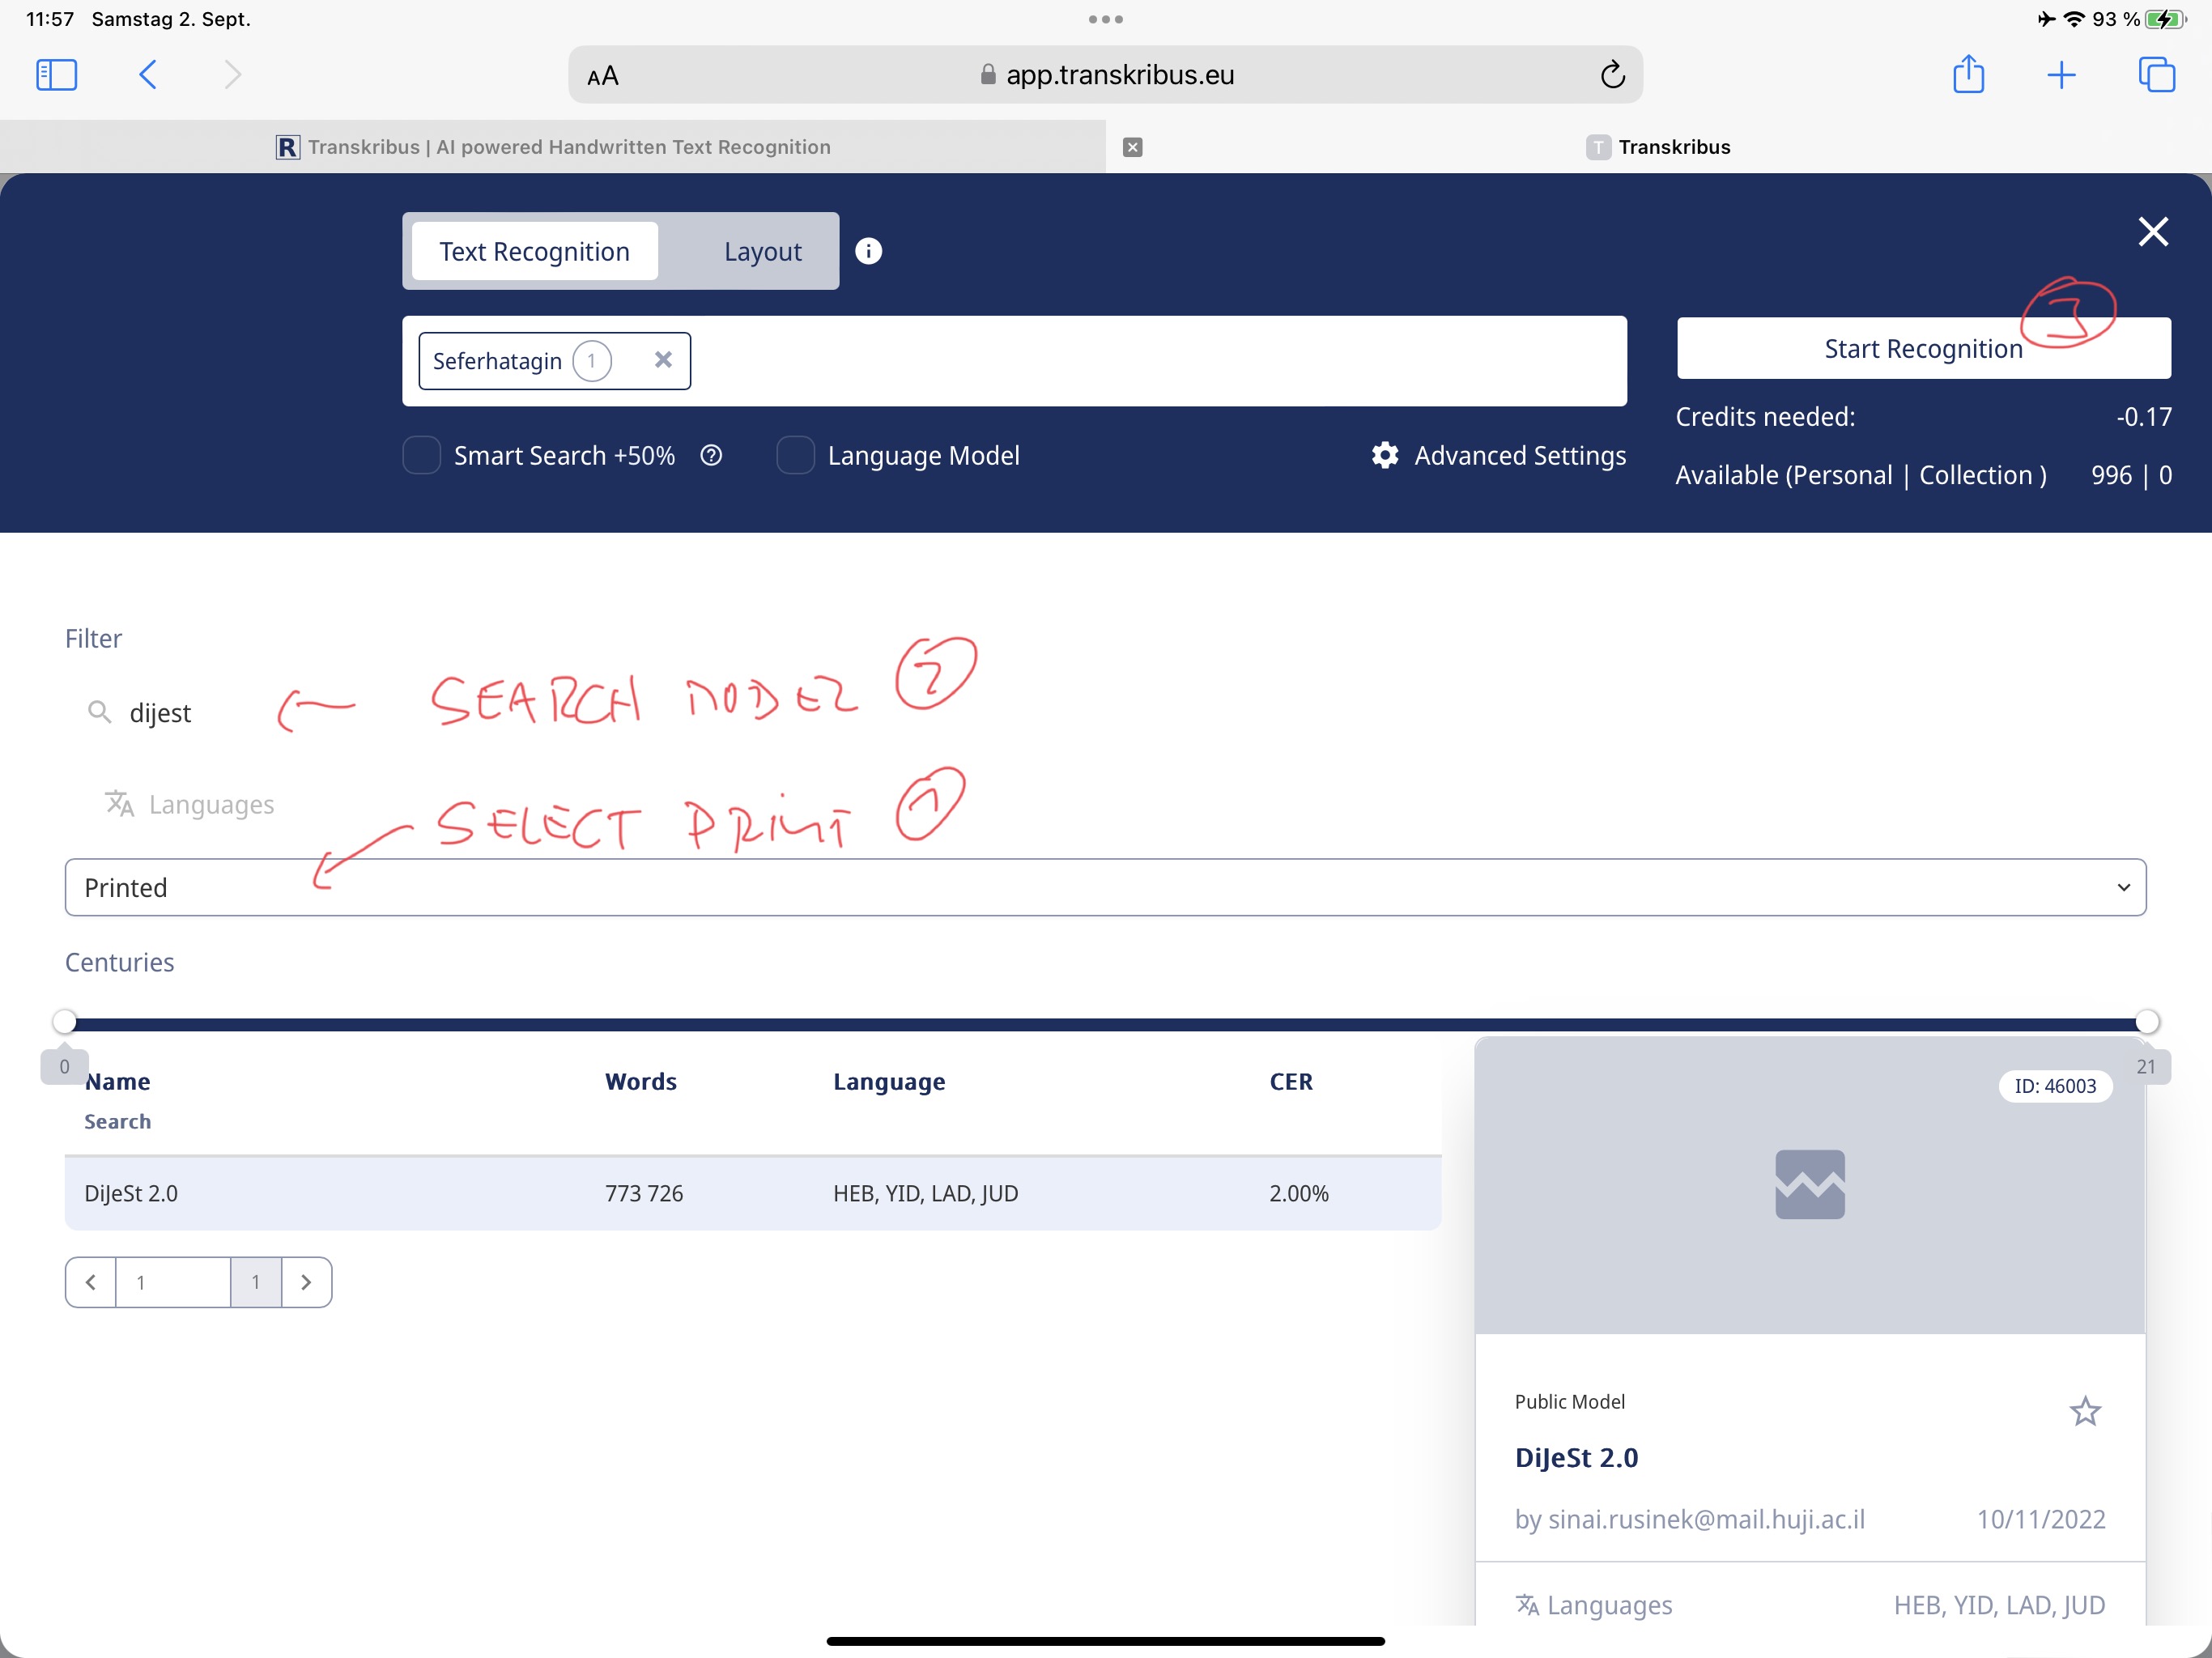 11:57 Samstag 2. Sept.
93 %
AA app.transkribus.eu
R Transkribus | AI powered Handwritten Text Recognition
T Transkribus
Text Recognition Layout i
3
Seferhatagin 1
Start Recognition
Credits needed: -0.17
Smart Search +50% ? Language Model Advanced Settings
Available (Personal | Collection ) 996 | 0
Filter
dijest SEARCH MODEL 2
Languages SELECT PRINT 1
Printed
Centuries
0 21
Name Words Language CER
ID: 46003
Search
DiJeSt 2.0 773 726 HEB, YID, LAD, JUD 2.00%
1 1
Public Model
DiJeSt 2.0
by sinai.rusinek@mail.huji.ac.il 10/11/2022
Languages HEB, YID, LAD, JUD